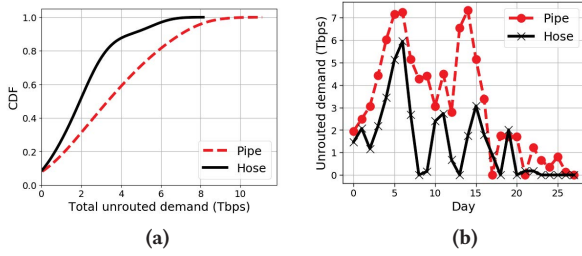 1.0
0.8
0.6
0.4
0.2
0.0
CDF
Pipe
Hose
0 2 4 6 8 10
Total unrouted demand (Tbps)
(a)
7
6
5
4
3
2
1
0
Unrouted demand (Tbps)
Pipe
Hose
0 5 10 15 20 25
Day
(b)